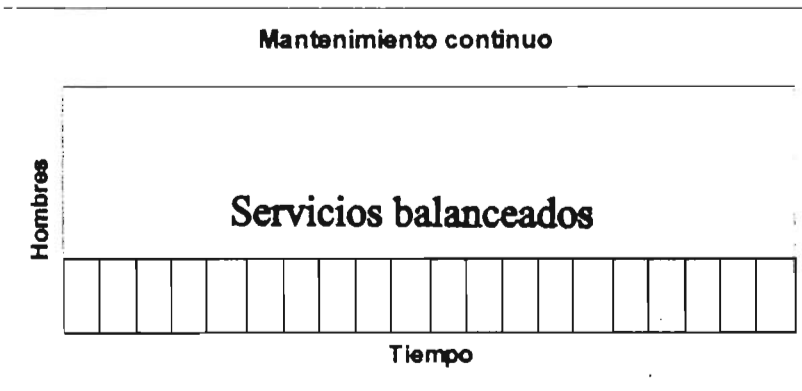 Mantenimiento continuo
Hombres
Servicios balanceados
Tiempo